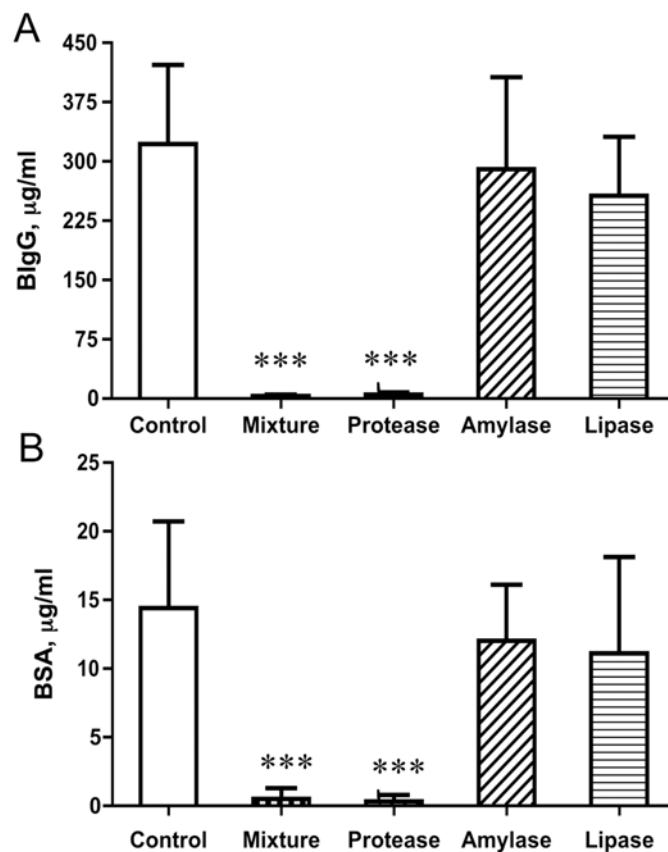 A
450
375
300
225
150
75
0
BIgG, μg/ml
*** ***
Control Mixture Protease Amylase Lipase
B
25
20
15
10
5
0
BSA, μg/ml
*** ***
Control Mixture Protease Amylase Lipase